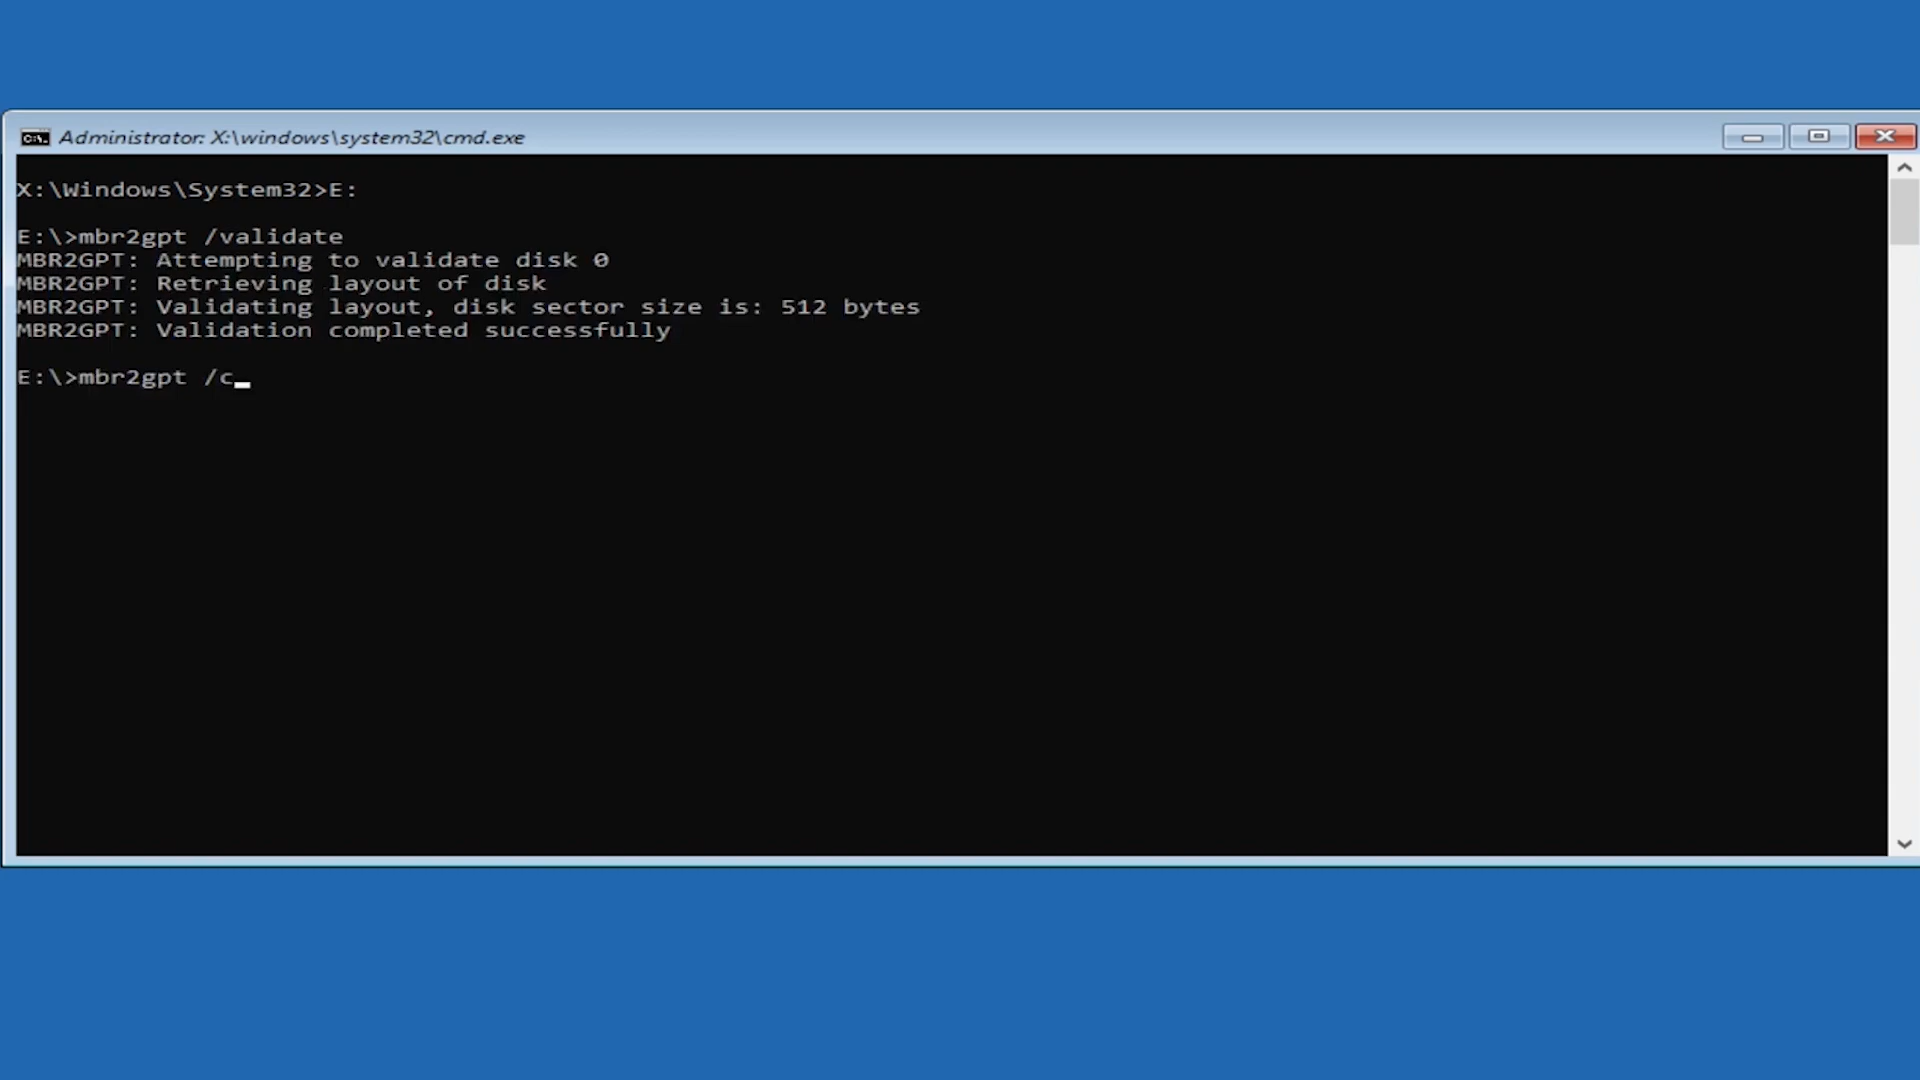 Administrator: X:\windows\system32\cmd.exe
X:\Windows\System32>E:
E:\>mbr2gpt /validate
MBR2GPT: Attempting to validate disk 0
MBR2GPT: Retrieving layout of disk
MBR2GPT: Validating layout, disk sector size is: 512 bytes
MBR2GPT: Validation completed successfully
E:\>mbr2gpt /c_